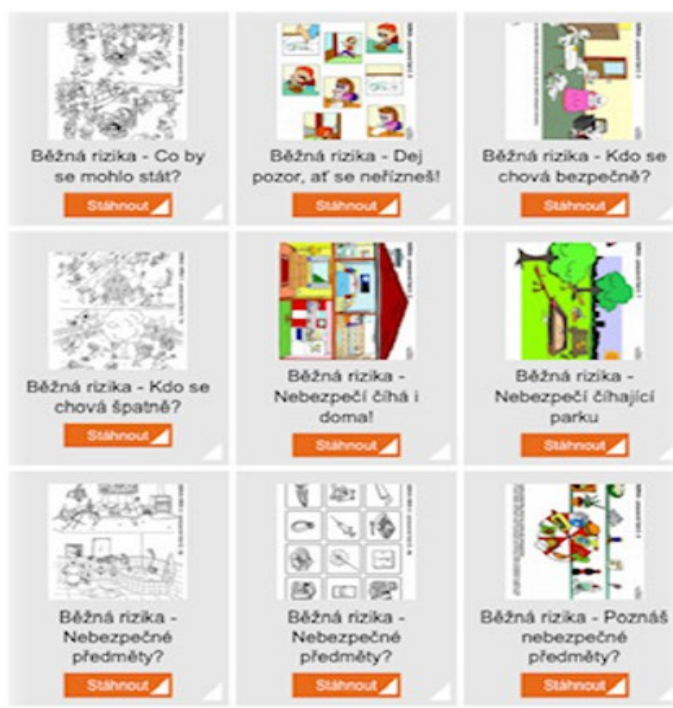 Běžná rizika - Co by
se mohlo stát?
Stáhnout
Běžná rizika - Dej
pozor, ať se neřízneš!
Stáhnout
Běžná rizika - Kdo se
chová bezpečně?
Stáhnout
Běžná rizika - Kdo se
chová špatně?
Stáhnout
Běžná rizika -
Nebezpečí číhá i
doma!
Stáhnout
Běžná rizika -
Nebezpečí číhající
parku
Stáhnout
Běžná rizika -
Nebezpečné
předměty?
Stáhnout
Běžná rizika -
Nebezpečné
předměty?
Stáhnout
Běžná rizika - Poznáš
nebezpečné
předměty?
Stáhnout